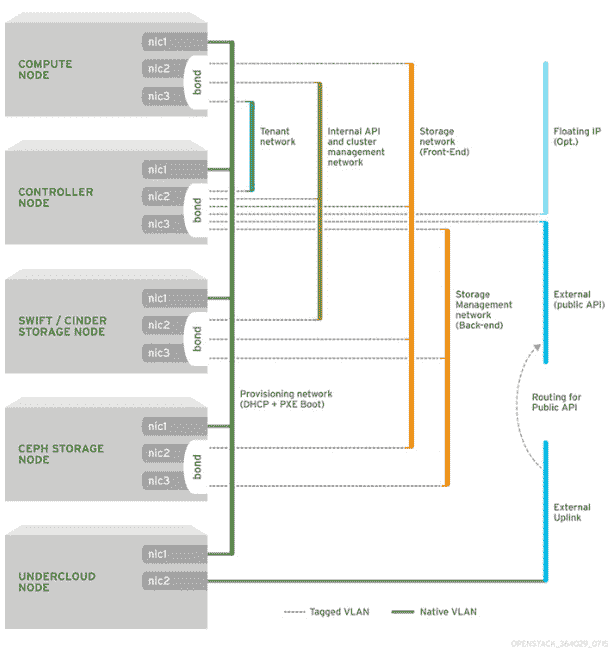 COMPUTE
NODE
nic1
nic2
nic3
bond
CONTROLLER
NODE
nic1
nic2
nic3
bond
SWIFT / CINDER
STORAGE NODE
nic1
nic2
nic3
bond
CEPH STORAGE
NODE
nic1
nic2
nic3
bond
UNDERCLOUD
NODE
nic1
nic2
Tenant
network
Internal API
and cluster
management
network
Storage
network
(Front-End)
Floating IP
(Opt.)
Storage
Management
network
(Back-end)
External
(public API)
Provisioning network
(DHCP + PXE Boot)
Routing for
Public API
External
Uplink
Tagged VLAN
Native VLAN
OPENSTACK_364029_0715